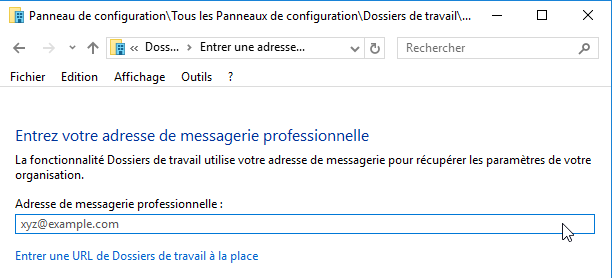 Panneau de configuration\Tous les Panneaux de configuration\Dossiers de travail\...
« Doss... > Entrer une adresse...
Rechercher
Fichier Edition Affichage Outils ?
Entrez votre adresse de messagerie professionnelle
La fonctionnalité Dossiers de travail utilise votre adresse de messagerie pour récupérer les paramètres de votre
organisation.
Adresse de messagerie professionnelle :
xyz@example.com
Entrer une URL de Dossiers de travail à la place